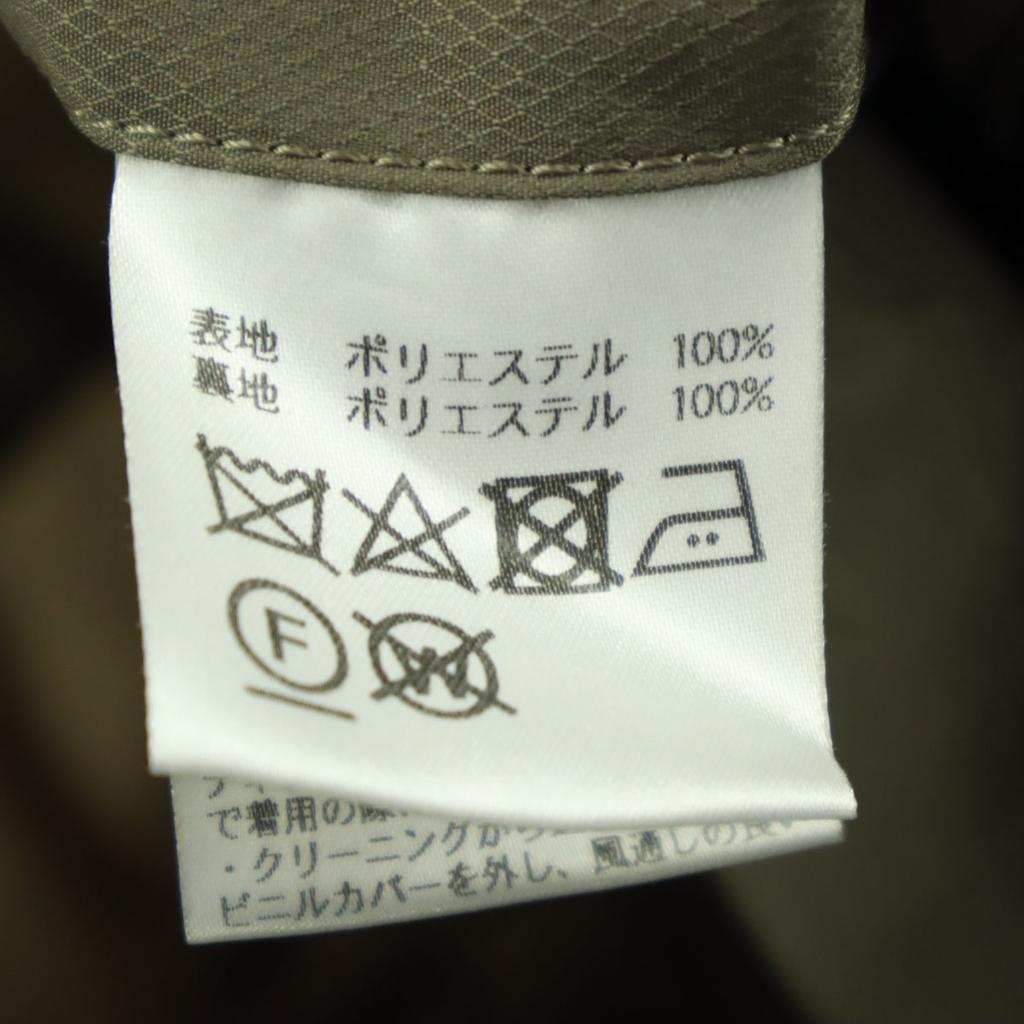 表地 ポリエステル 100%
裏地 ポリエステル 100%
F
W
で着用の際
・クリーニングから
ビニルカバーを外し、風通しの良い